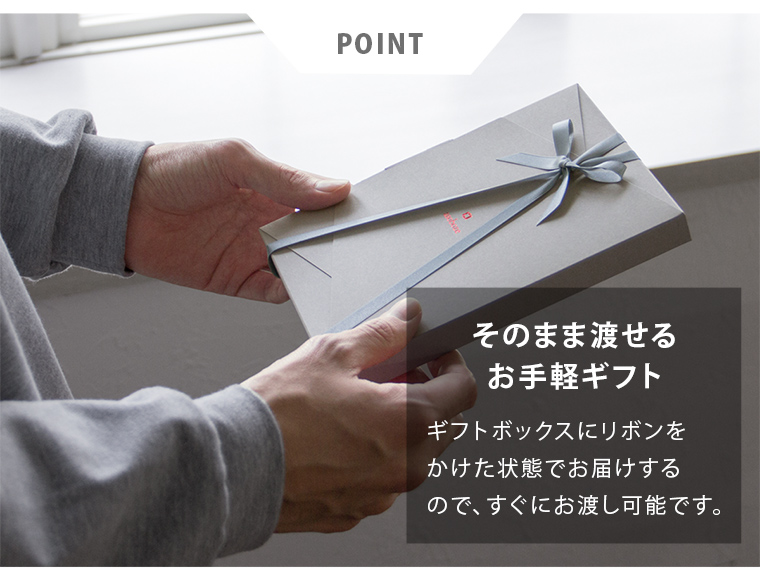 POINT
そのまま渡せる
お手軽ギフト
ギフトボックスにリボンを
かけた状態でお届けする
ので、すぐにお渡し可能です。